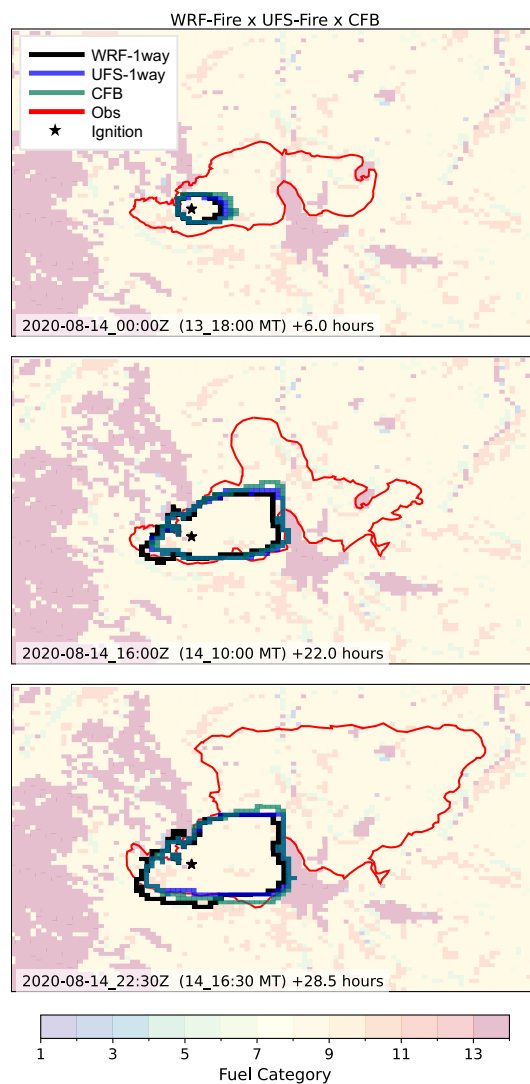 WRF-Fire x UFS-Fire x CFB
WRF-1way
UFS-1way
CFB
Obs
Ignition
2020-08-14_00:00Z (13_18:00 MT) +6.0 hours
2020-08-14_16:00Z (14_10:00 MT) +22.0 hours
2020-08-14_22:30Z (14_16:30 MT) +28.5 hours
1 3 5 7 9 11 13
Fuel Category